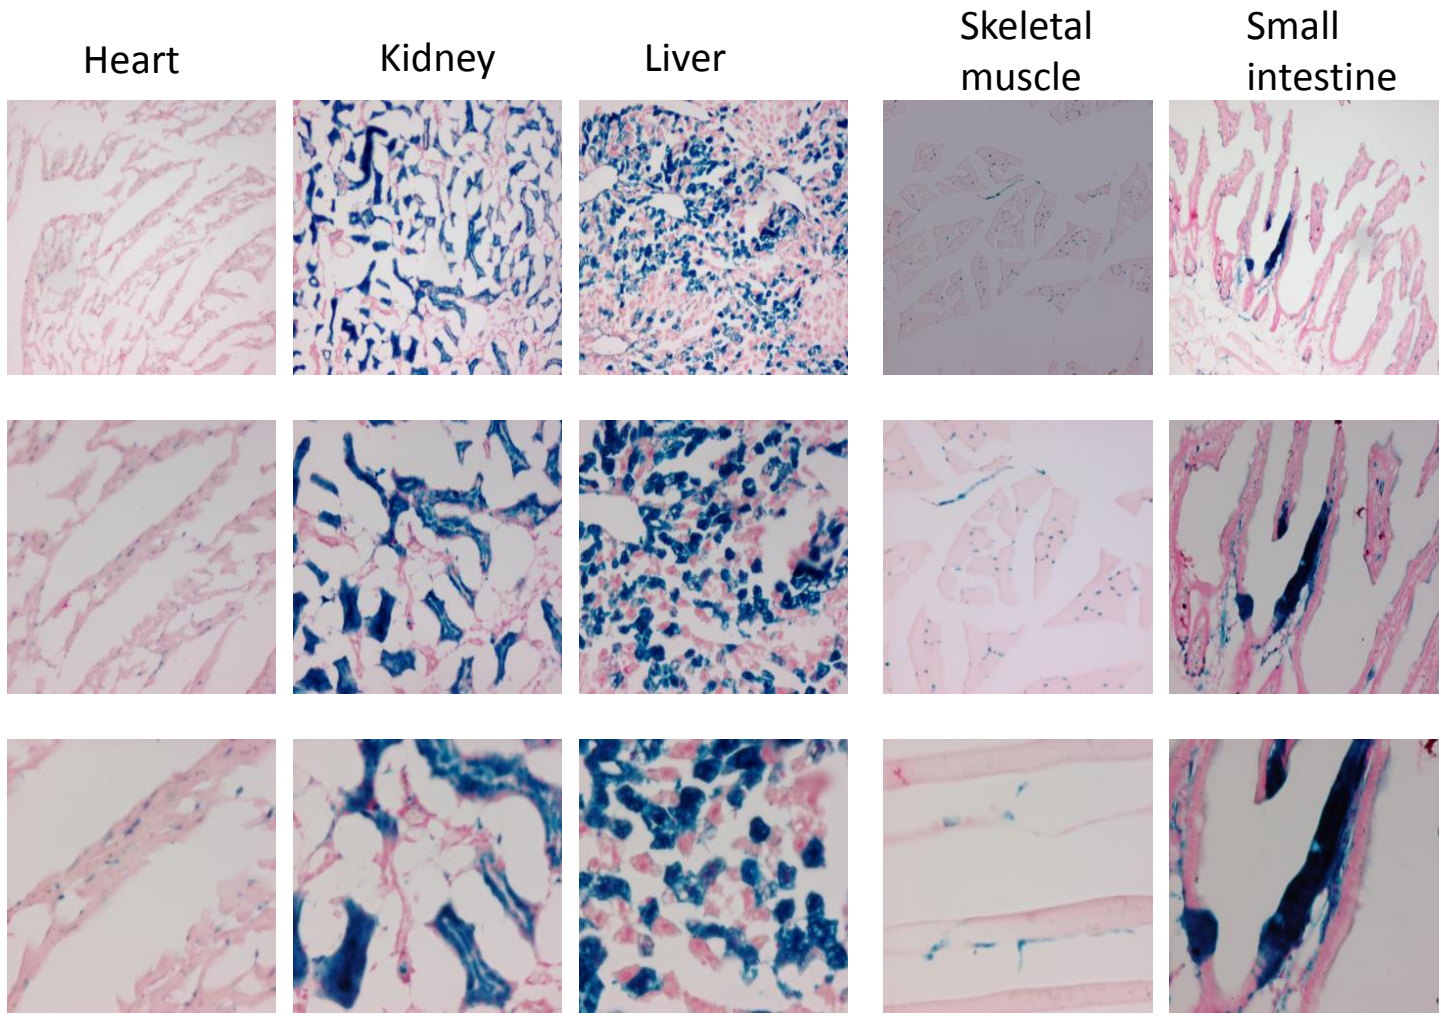 Heart
Kidney
Liver
Skeletal
muscle
Small
intestine